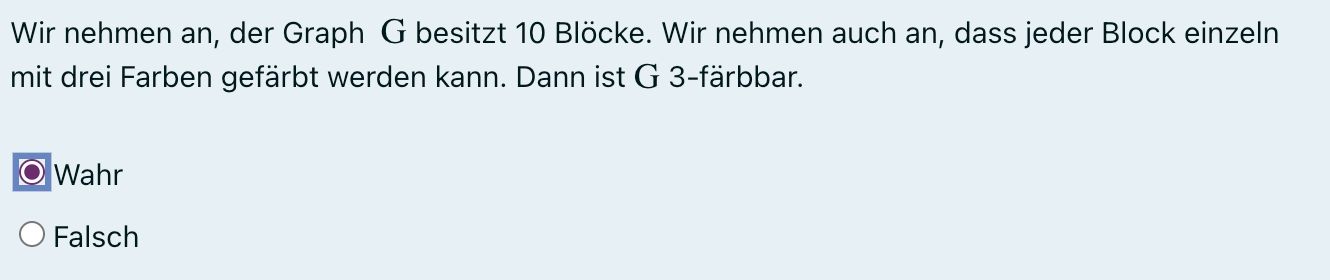 Wir nehmen an, der Graph G besitzt 10 Blöcke. Wir nehmen auch an, dass jeder Block einzeln
mit drei Farben gefärbt werden kann. Dann ist G 3-färbbar.
Wahr
Falsch